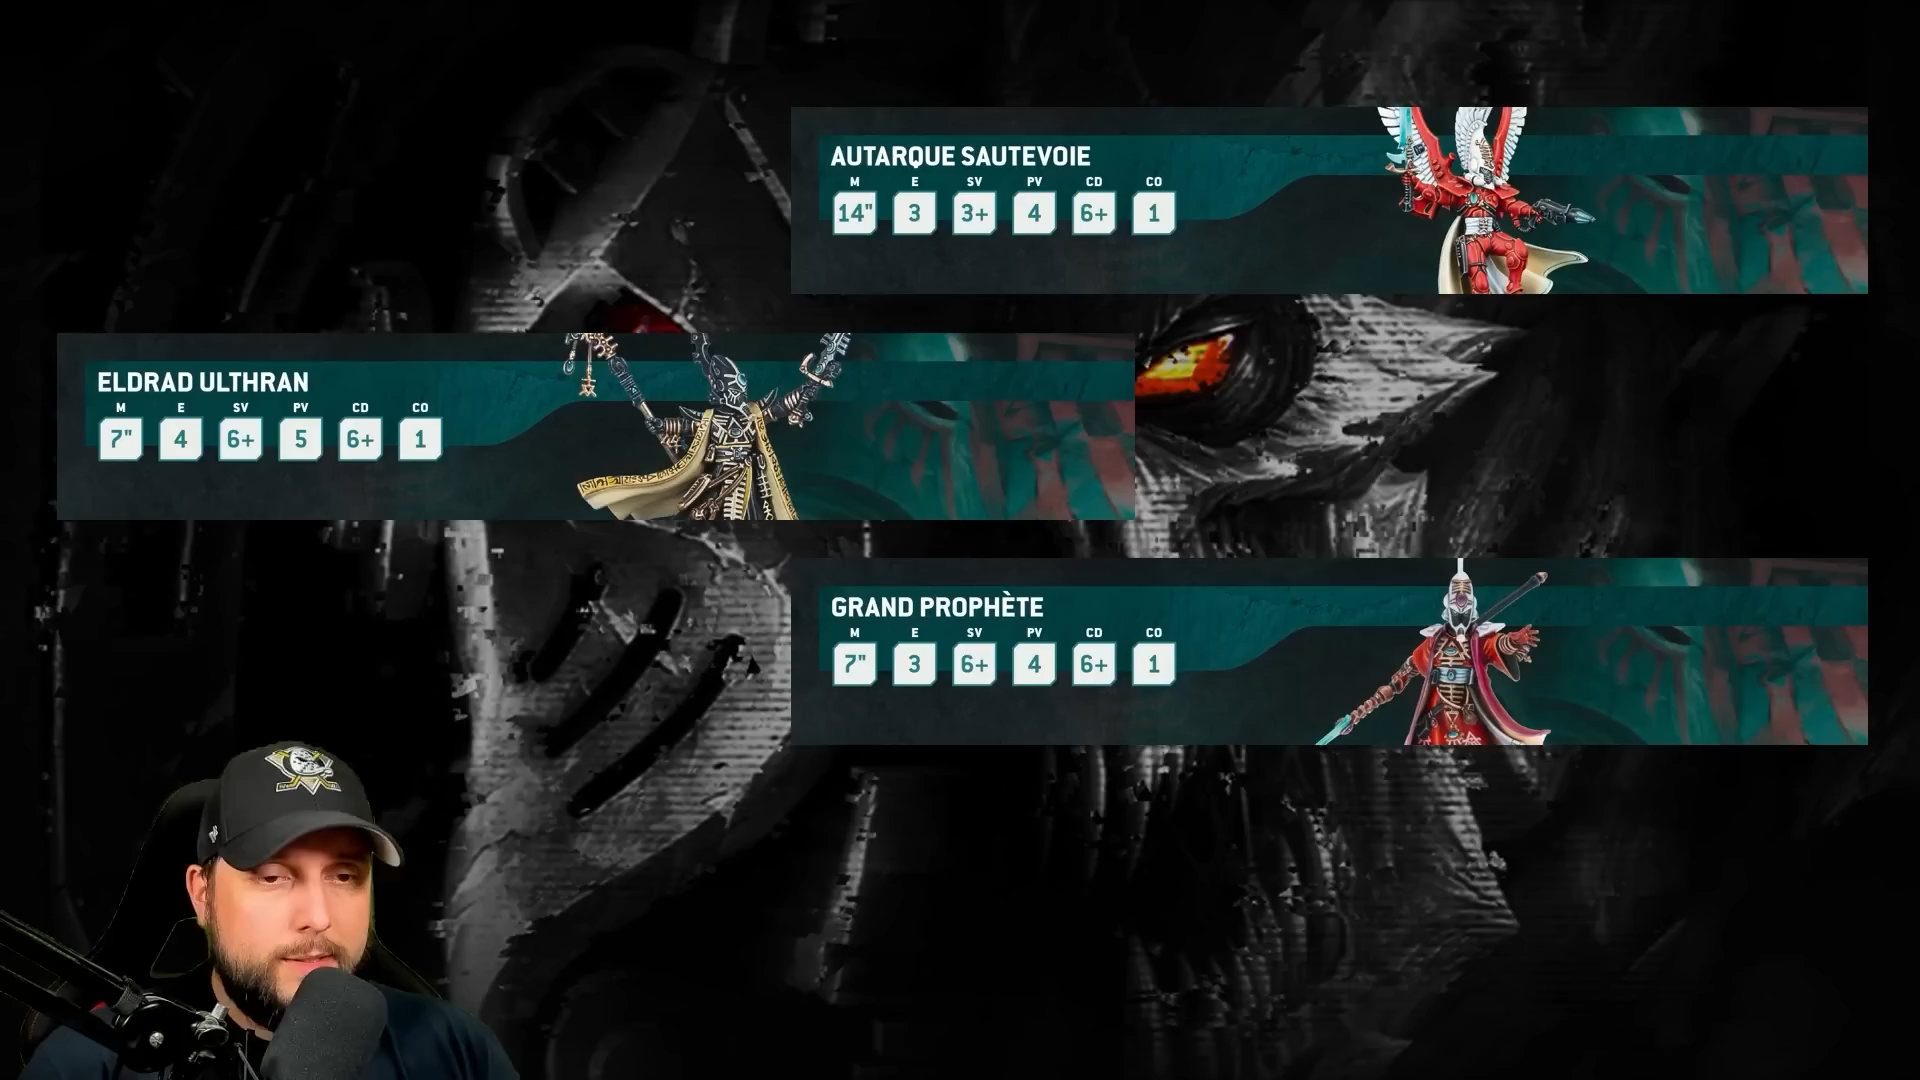 AUTARQUE SAUTEVOIE
M E SV PV CD CO
14" 3 3+ 4 6+ 1
ELDRAD ULTHRAN
M E SV PV CD CO
7" 4 6+ 5 6+ 1
GRAND PROPHÈTE
M E SV PV CD CO
7" 3 6+ 4 6+ 1